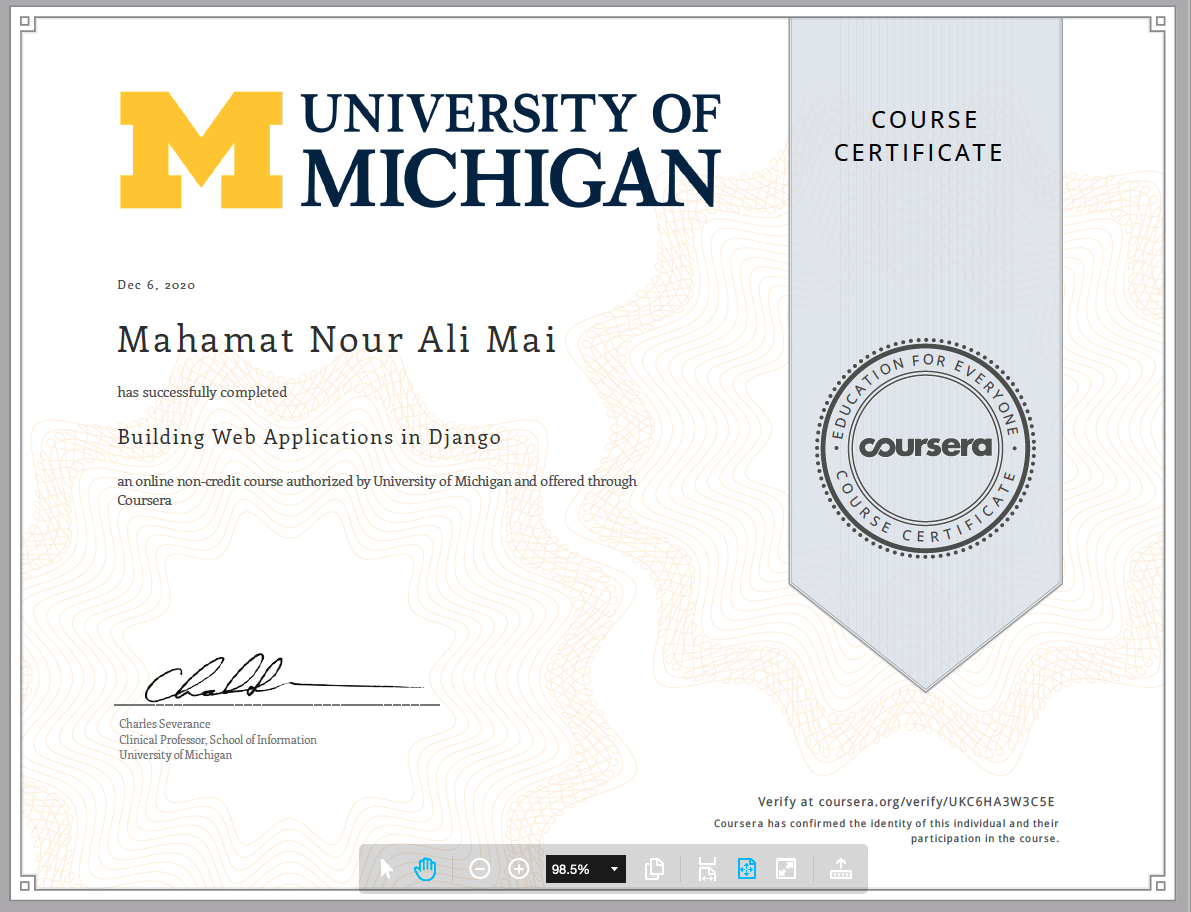 UNIVERSITY OF
MICHIGAN
COURSE
CERTIFICATE
Dec 6, 2020
Mahamat Nour Ali Mai
has successfully completed
Building Web Applications in Django
an online non-credit course authorized by University of Michigan and offered through
Coursera
EDUCATION FOR EVERYONE
coursera
COURSE CERTIFICATE
Charles Severance
Clinical Professor, School of Information
University of Michigan
Verify at coursera.org/verify/UKC6HA3W3C5E
Coursera has confirmed the identity of this individual and their
participation in the course.
98.5%